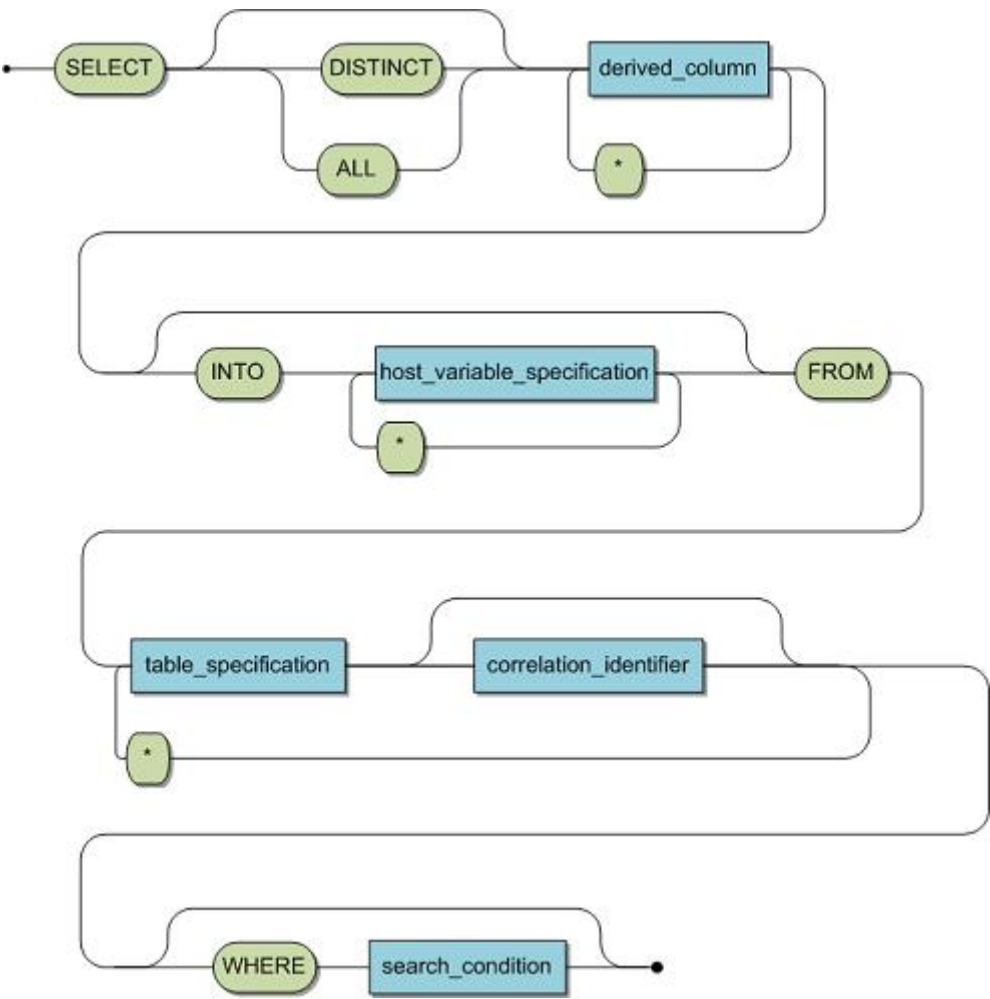 SELECT DISTINCT derived_column
ALL *
INTO host_variable_specification FROM
*
table_specification correlation_identifier
*
WHERE search_condition